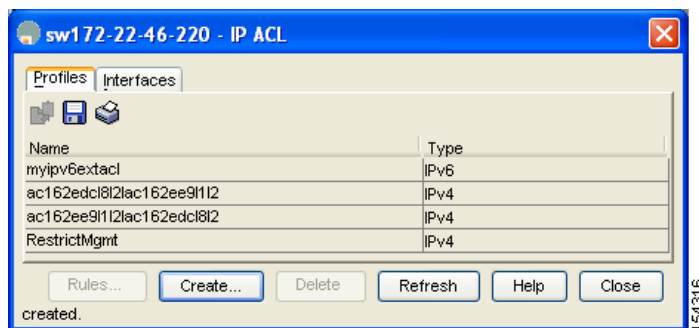 sw172-22-46-220 - IP ACL
Profiles Interfaces
Name Type
myipv6extacl IPv6
ac162edcl8l2lac162ee9l1l2 IPv4
ac162ee9l1l2lac162edcl8l2 IPv4
RestrictMgmt IPv4
Rules... Create... Delete Refresh Help Close
created.